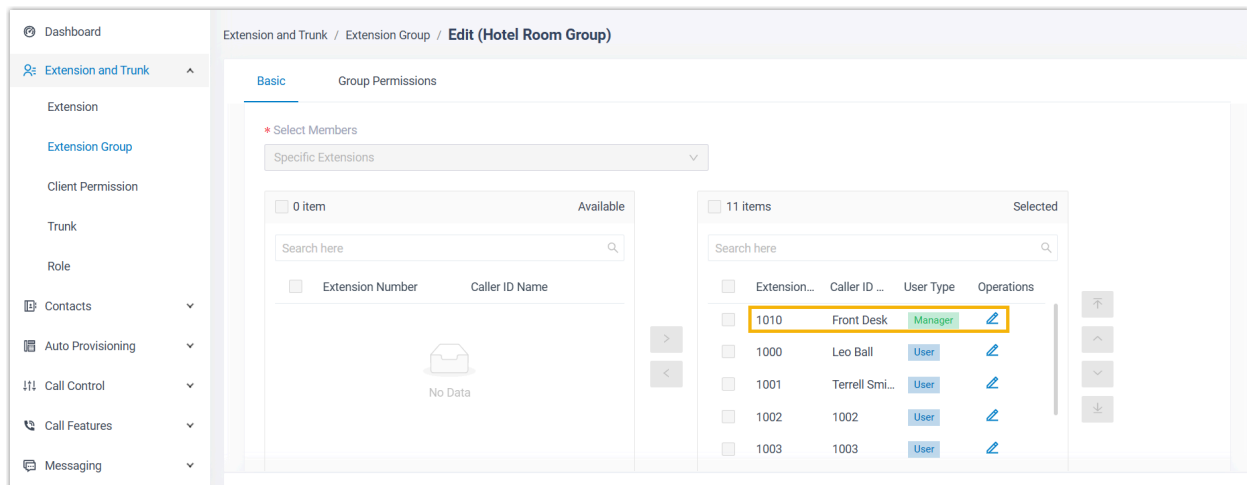 Dashboard
Extension and Trunk
Extension
Extension Group
Client Permission
Trunk
Role
Contacts
Auto Provisioning
Call Control
Call Features
Messaging
Extension and Trunk / Extension Group / Edit (Hotel Room Group)
Basic Group Permissions
* Select Members
Specific Extensions
0 item Available
Search here
Extension Number Caller ID Name
No Data
11 items Selected
Search here
Extension... Caller ID ... User Type Operations
1010 Front Desk Manager
1000 Leo Ball User
1001 Terrell Smi... User
1002 1002 User
1003 1003 User